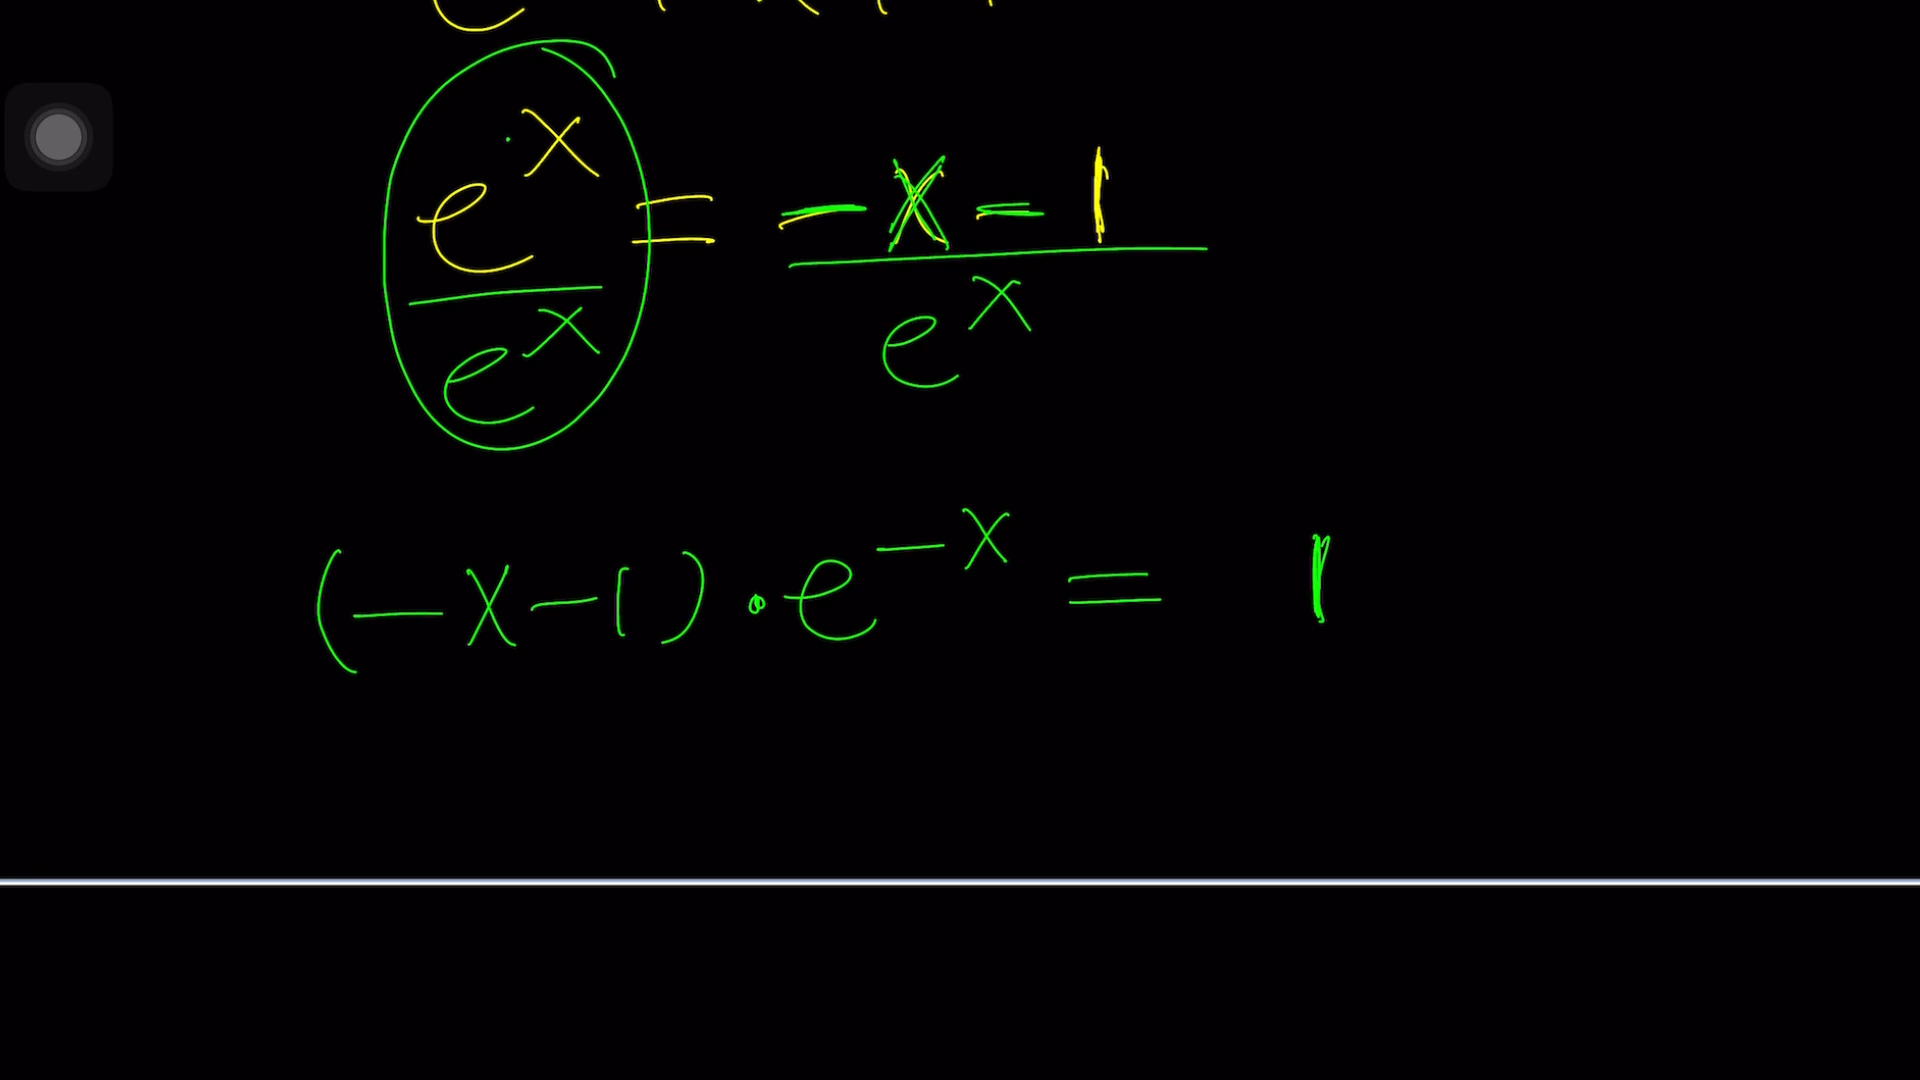 e^x = -x - 1
e^x e^x
(-x-1) · e^-x = 1